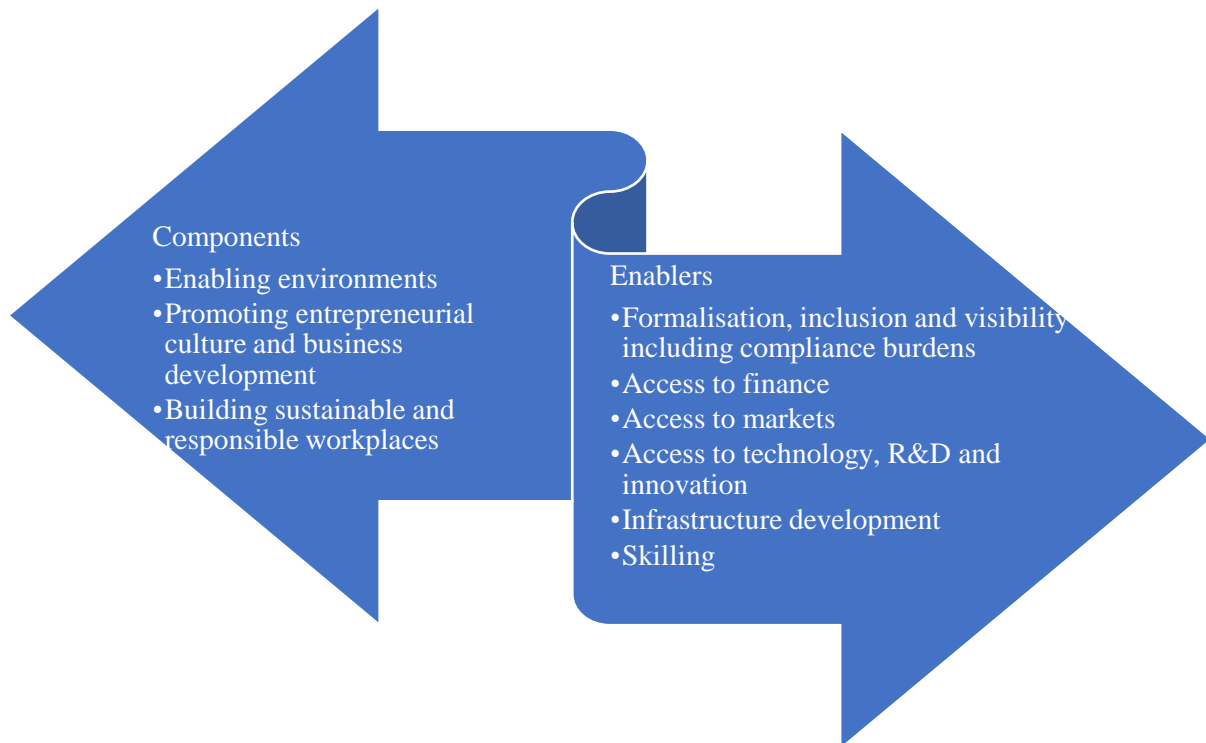 Components
•Enabling environments
•Promoting entrepreneurial
culture and business
development
•Building sustainable and
responsible workplaces
Enablers
•Formalisation, inclusion and visibility
including compliance burdens
•Access to finance
•Access to markets
•Access to technology, R&D and
innovation
•Infrastructure development
•Skilling